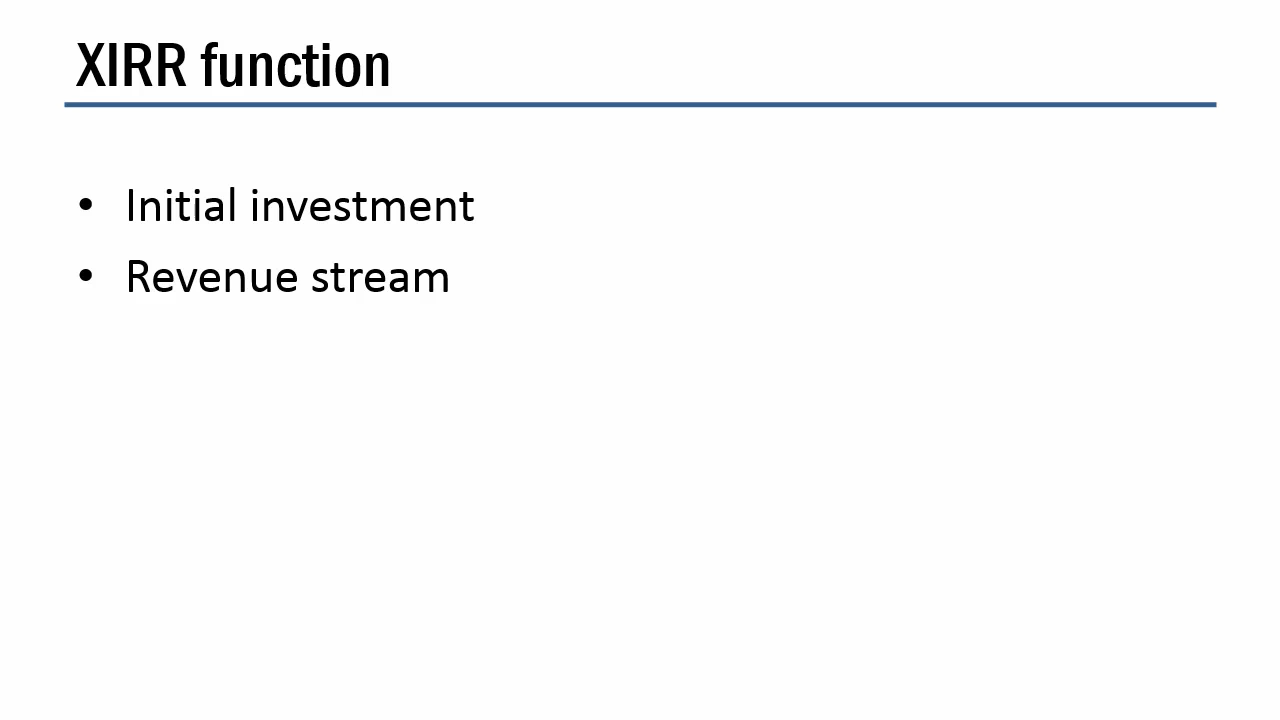 XIRR function
• Initial investment
• Revenue stream